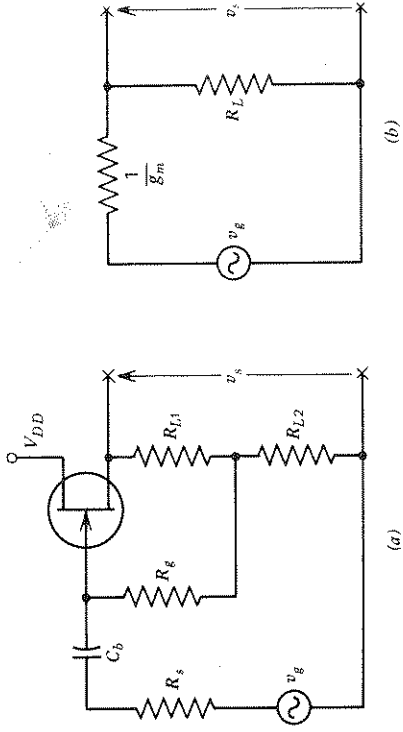 V_DD
C_b
R_g
R_L1
R_s
R_L2
v_g
v_s
(a)
1/g_m
v_g
R_L
v_s
(b)